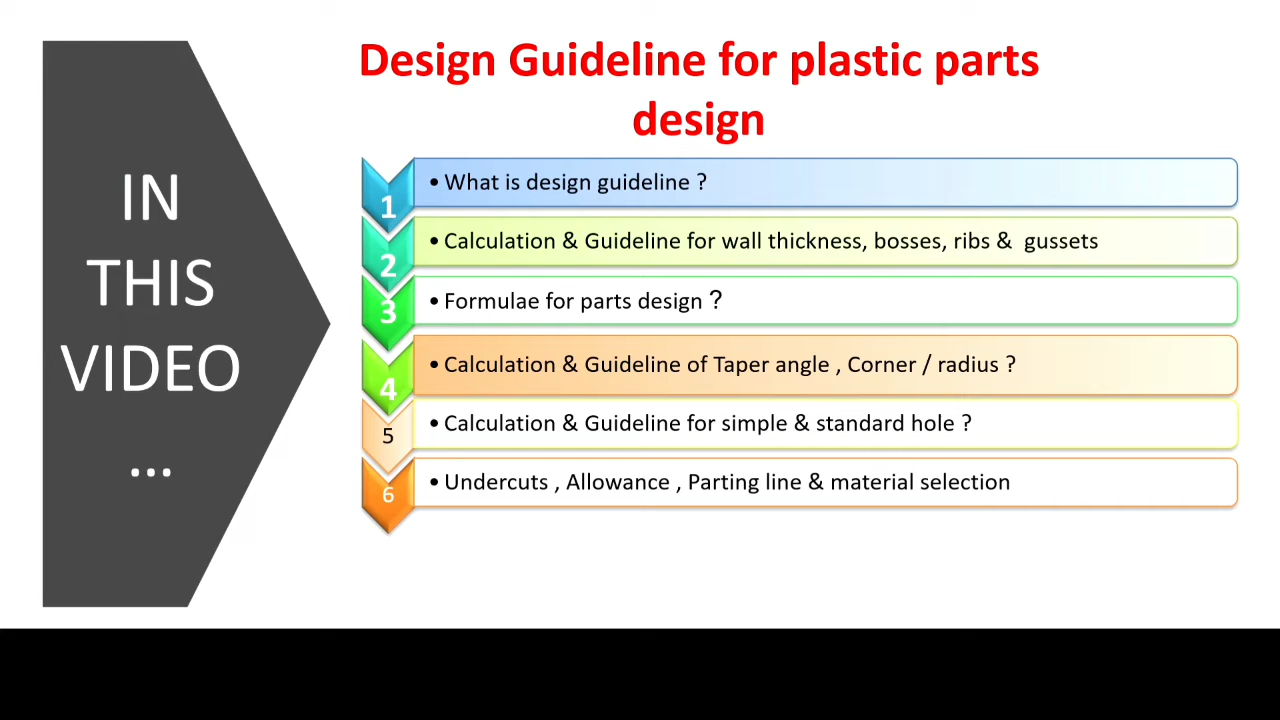 Design Guideline for plastic parts
design
IN
THIS
VIDEO
...
1
• What is design guideline ?
2
• Calculation & Guideline for wall thickness, bosses, ribs & gussets
3
• Formulae for parts design ?
4
• Calculation & Guideline of Taper angle , Corner / radius ?
5
• Calculation & Guideline for simple & standard hole ?
6
• Undercuts , Allowance , Parting line & material selection